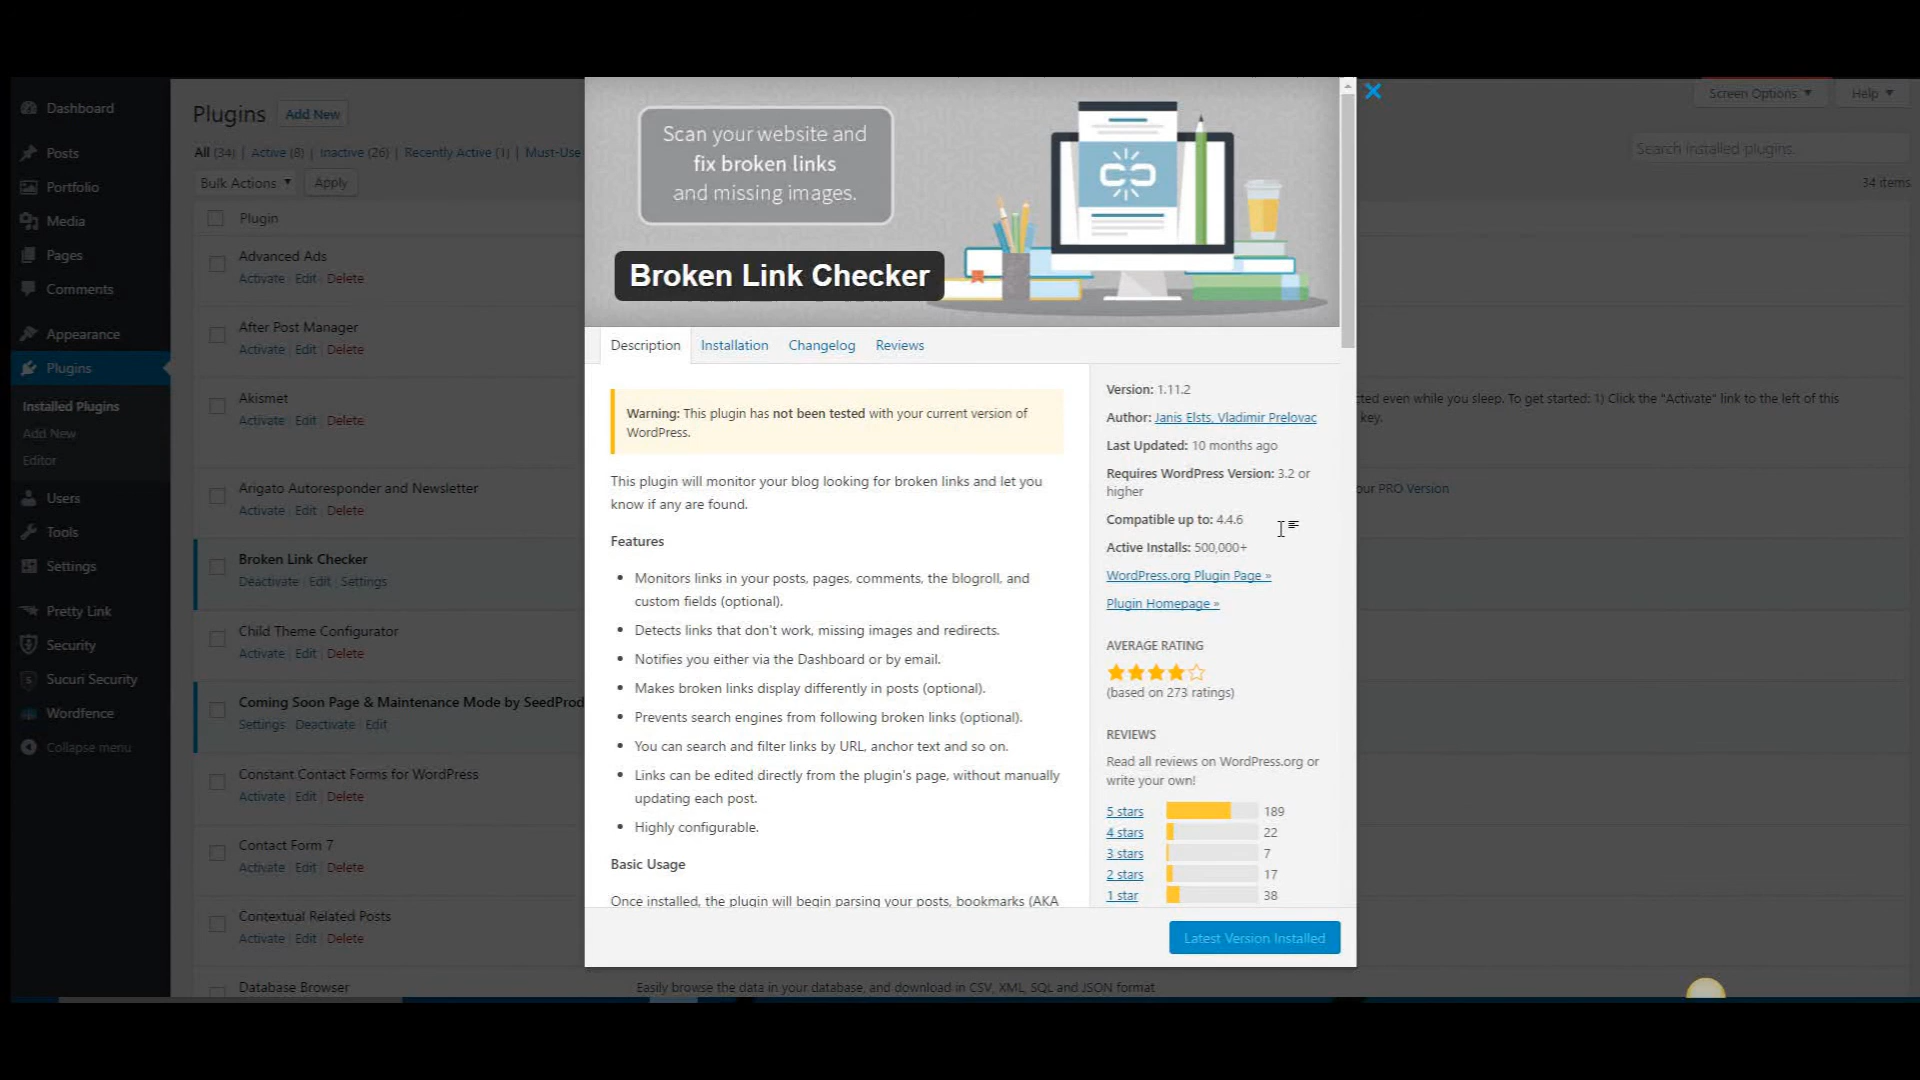 Dashboard
Posts
Portfolio
Media
Pages
Comments
Appearance
Plugins
Installed Plugins
Add New
Editor
Users
Tools
Settings
Pretty Link
Security
Sucuri Security
Wordfence
Collapse menu
Plugins Add New
Screen Options Help
All (34) | Active (8) | Inactive (26) | Recently Active (1) | Must-Use
Search installed plugins...
Bulk Actions Apply
34 items
Plugin
Advanced Ads
Activate | Edit | Delete
After Post Manager
Activate | Edit | Delete
Akismet
Activate | Edit | Delete
cted even while you sleep. To get started: 1) Click the "Activate" link to the left of this
key.
Arigato Autoresponder and Newsletter
Activate | Edit | Delete
our PRO Version
Broken Link Checker
Deactivate | Edit | Settings
Child Theme Configurator
Activate | Edit | Delete
Coming Soon Page & Maintenance Mode by SeedProd
Settings | Deactivate | Edit
Constant Contact Forms for WordPress
Activate | Edit | Delete
Contact Form 7
Activate | Edit | Delete
Contextual Related Posts
Activate | Edit | Delete
Database Browser
Easily browse the data in your database, and download in CSV, XML, SQL and JSON format
Scan your website and
fix broken links
and missing images.
Broken Link Checker
Description Installation Changelog Reviews
Warning: This plugin has not been tested with your current version of
WordPress.
This plugin will monitor your blog looking for broken links and let you
know if any are found.
Features
• Monitors links in your posts, pages, comments, the blogroll, and
custom fields (optional).
• Detects links that don't work, missing images and redirects.
• Notifies you either via the Dashboard or by email.
• Makes broken links display differently in posts (optional).
• Prevents search engines from following broken links (optional).
• You can search and filter links by URL, anchor text and so on.
• Links can be edited directly from the plugin's page, without manually
updating each post.
• Highly configurable.
Basic Usage
Once installed, the plugin will begin parsing your posts, bookmarks (AKA
Version: 1.11.2
Author: Janis Elsts, Vladimir Prelovac
Last Updated: 10 months ago
Requires WordPress Version: 3.2 or
higher
Compatible up to: 4.4.6
Active Installs: 500,000+
WordPress.org Plugin Page »
Plugin Homepage »
AVERAGE RATING
(based on 273 ratings)
REVIEWS
Read all reviews on WordPress.org or
write your own!
5 stars 189
4 stars 22
3 stars 7
2 stars 17
1 star 38
Latest Version Installed